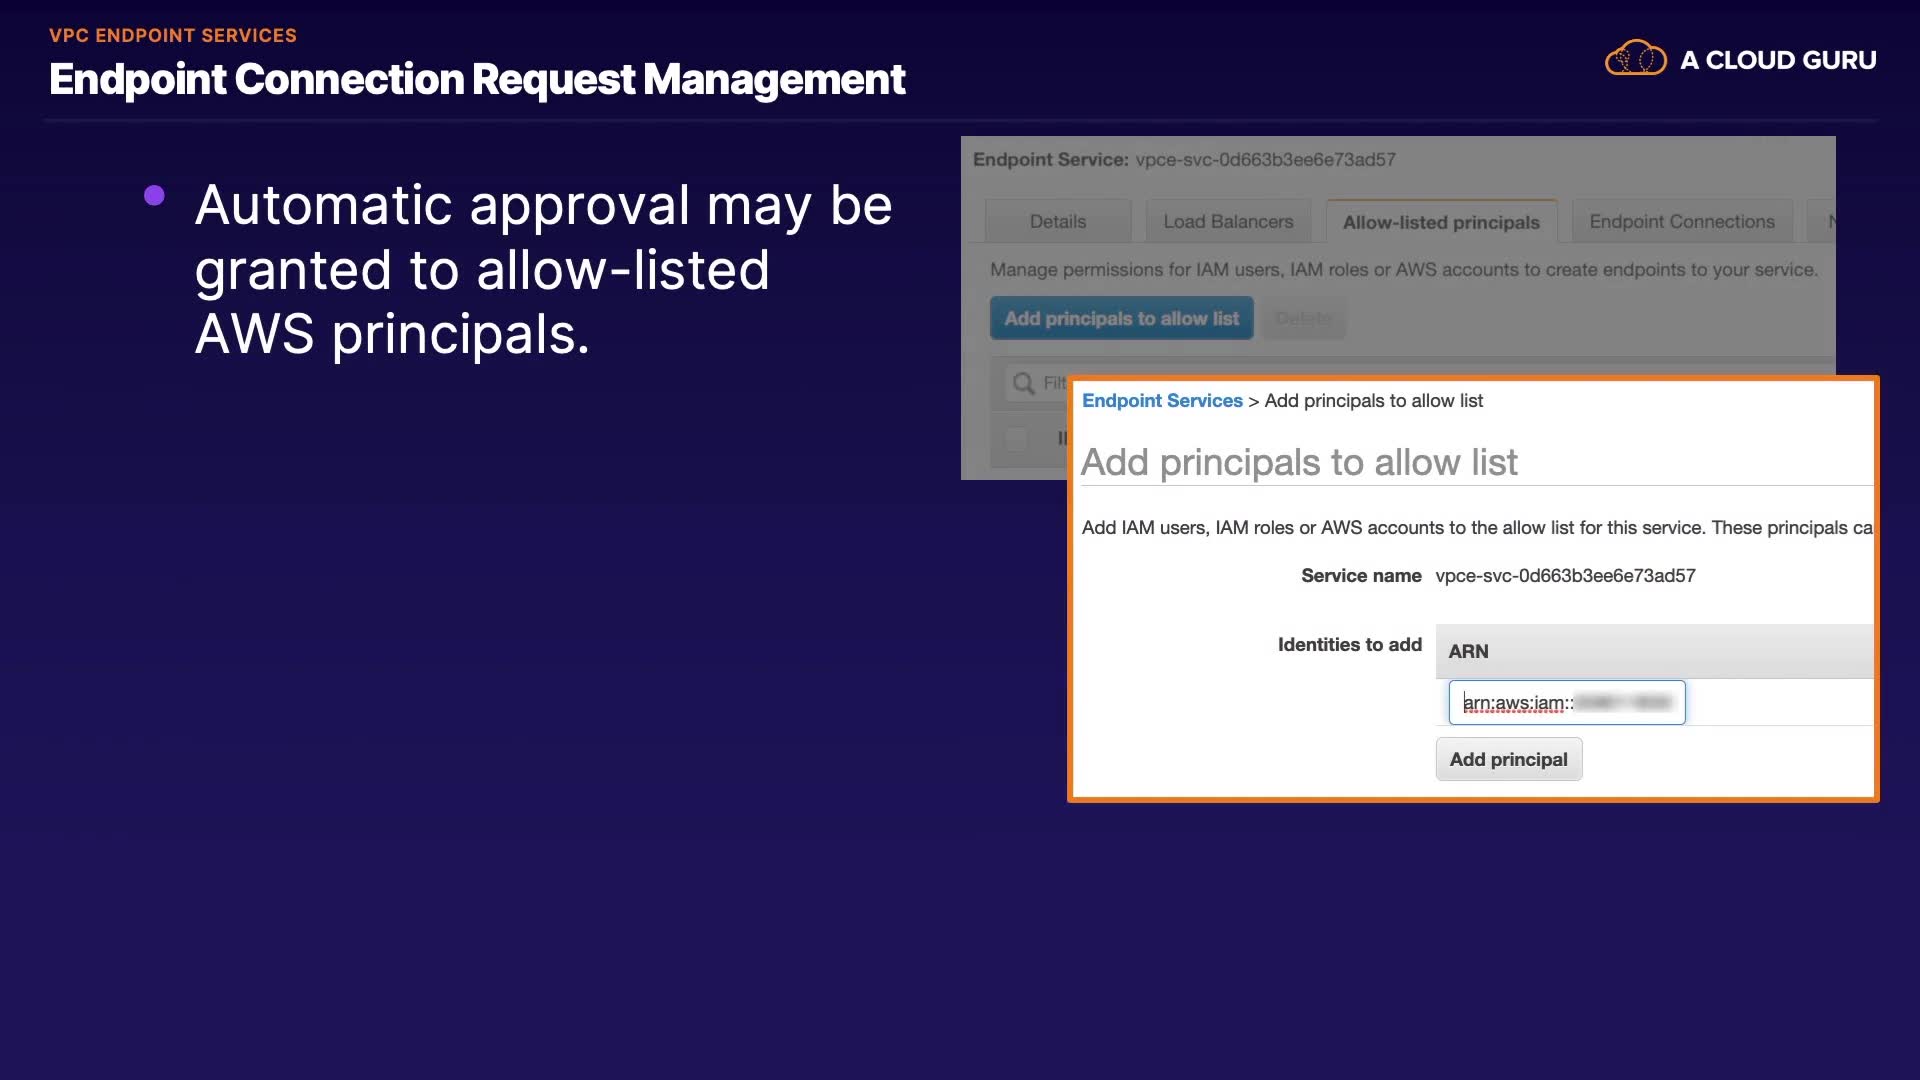 VPC ENDPOINT SERVICES
Endpoint Connection Request Management
A CLOUD GURU
Automatic approval may be
granted to allow-listed
AWS principals.
Endpoint Service: vpce-svc-0d663b3ee6e73ad57
Details
Load Balancers
Allow-listed principals
Endpoint Connections
Manage permissions for IAM users, IAM roles or AWS accounts to create endpoints to your service.
Add principals to allow list
Delete
Endpoint Services > Add principals to allow list
Add principals to allow list
Add IAM users, IAM roles or AWS accounts to the allow list for this service. These principals ca
Service name vpce-svc-0d663b3ee6e73ad57
Identities to add
ARN
arn:aws:iam::
Add principal